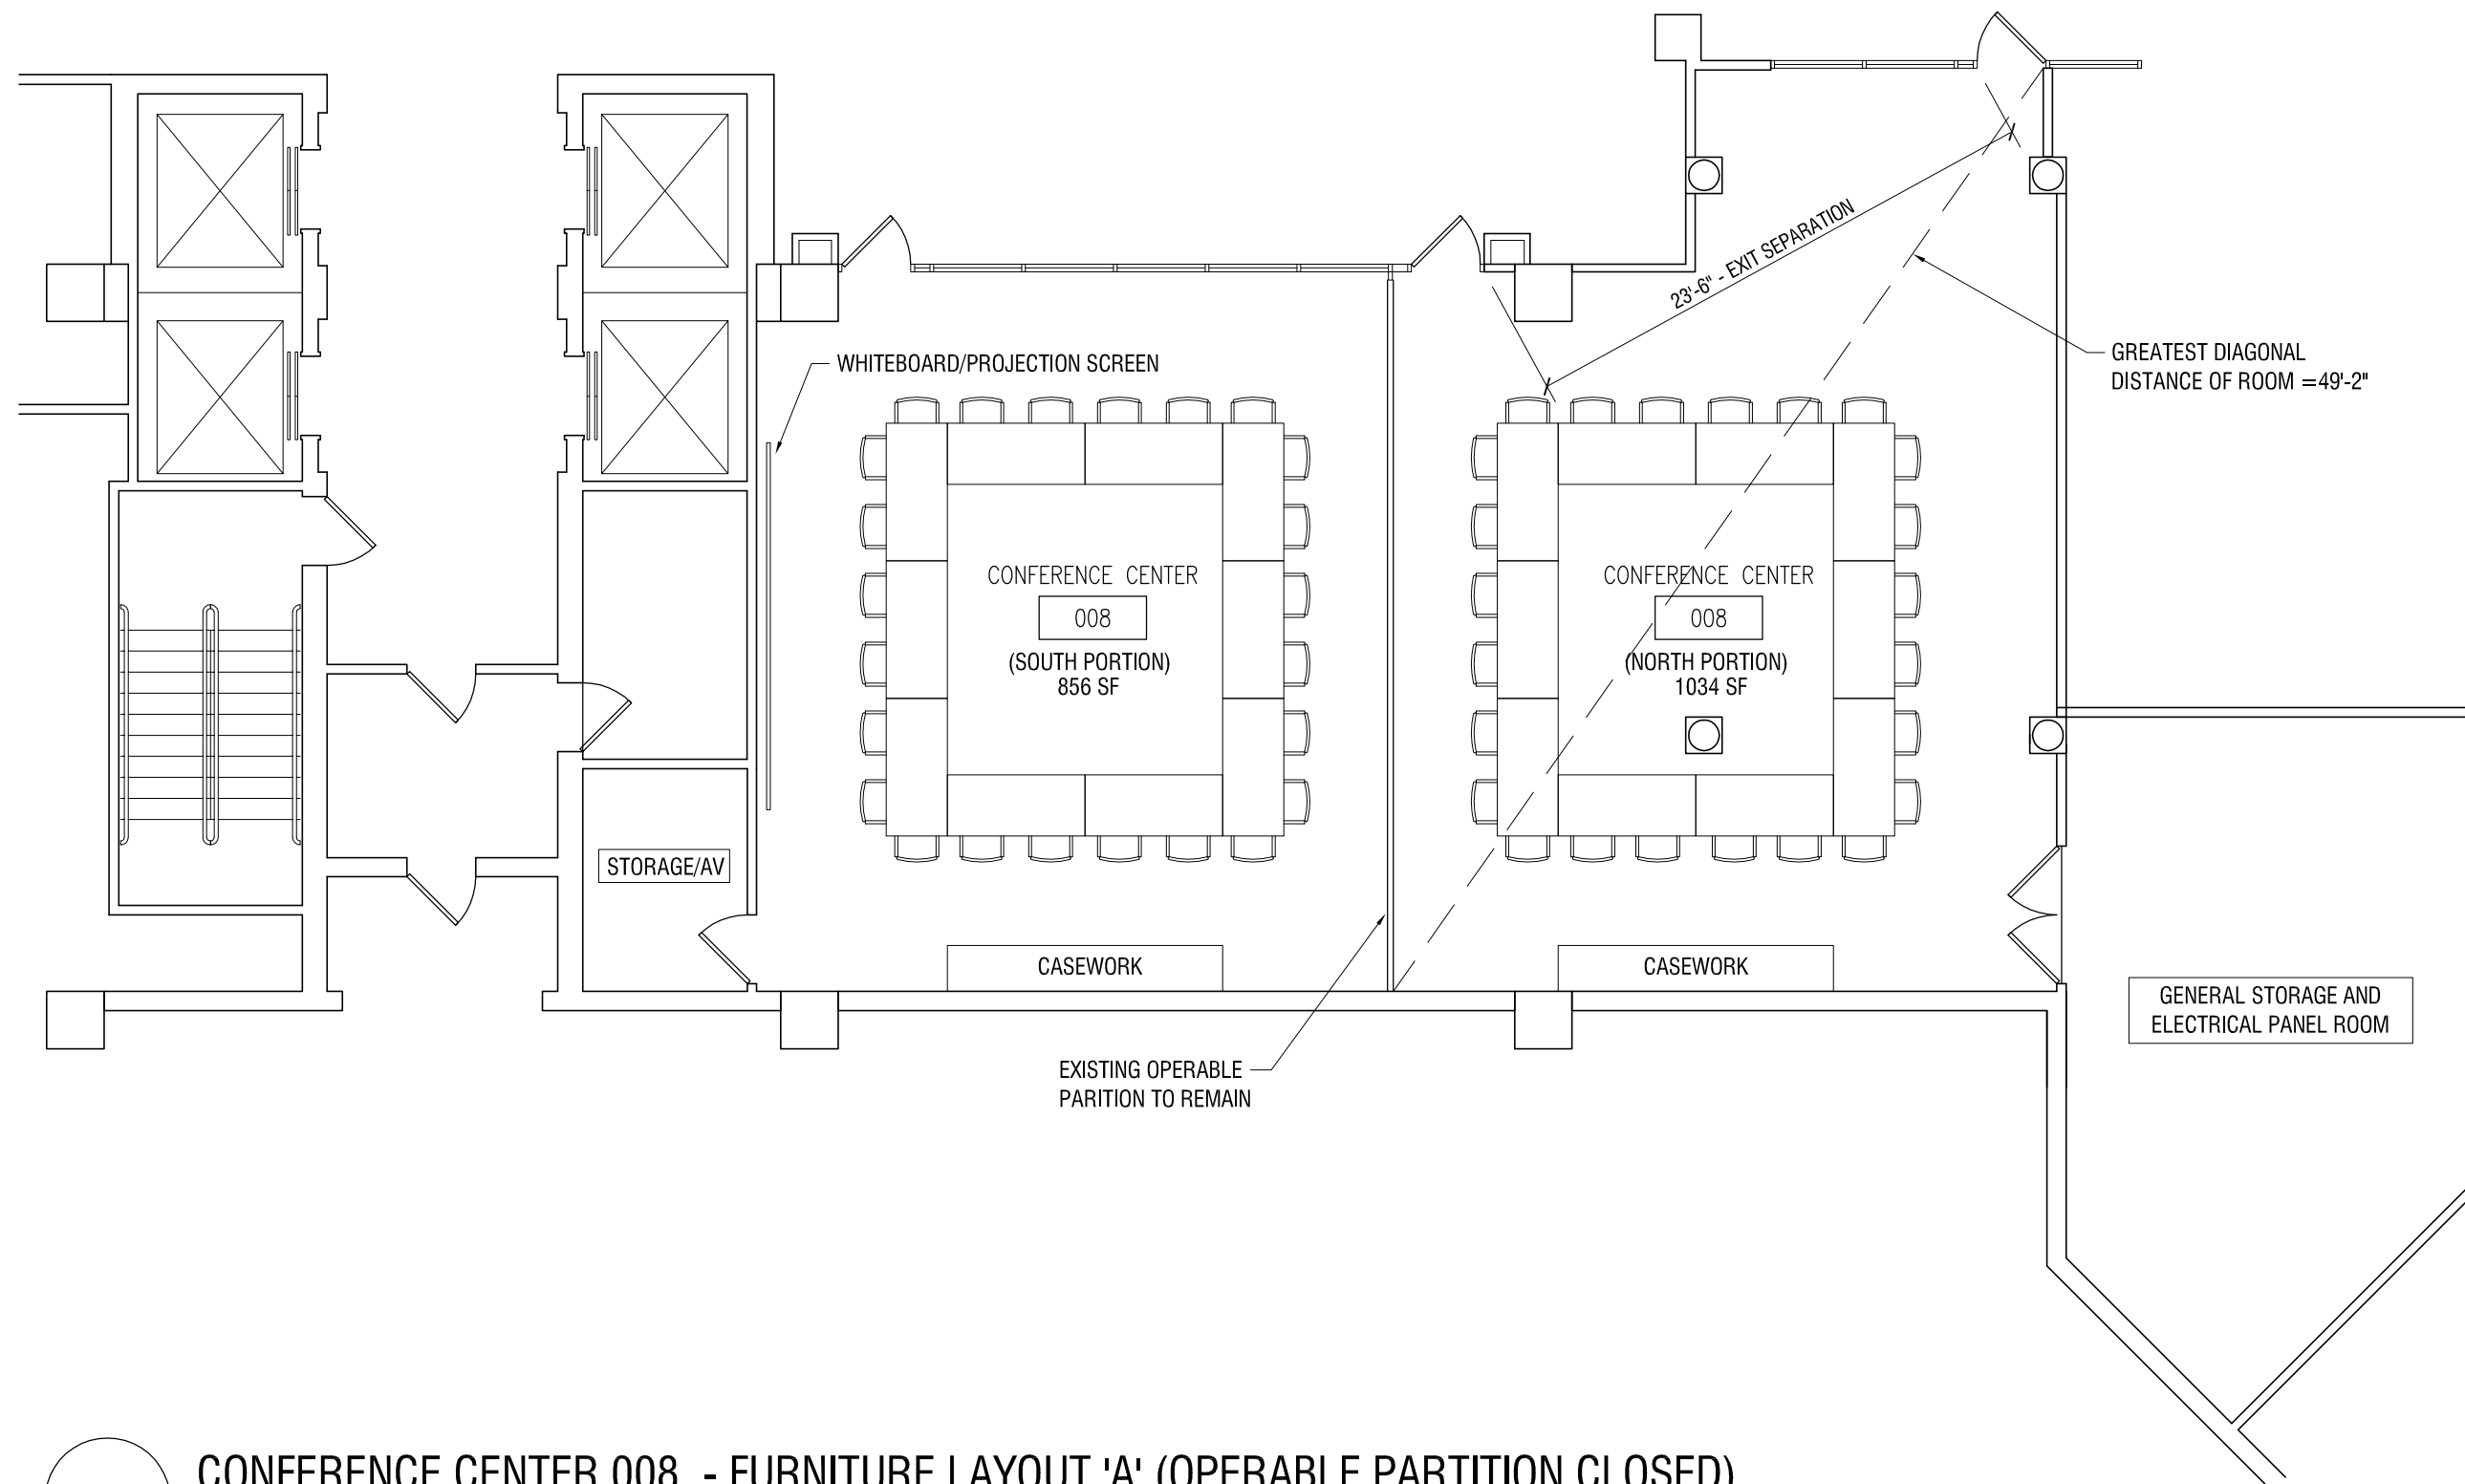 23'-6" - EXIT SEPARATION
GREATEST DIAGONAL
DISTANCE OF ROOM =49'-2"
WHITEBOARD/PROJECTION SCREEN
CONFERENCE CENTER
008
(SOUTH PORTION)
856 SF
CONFERENCE CENTER
008
(NORTH PORTION)
1034 SF
STORAGE/AV
CASEWORK
CASEWORK
GENERAL STORAGE AND
ELECTRICAL PANEL ROOM
EXISTING OPERABLE
PARITION TO REMAIN
CONFERENCE CENTER 008 - FURNITURE LAYOUT 'A' (OPERABLE PARTITION CLOSED)